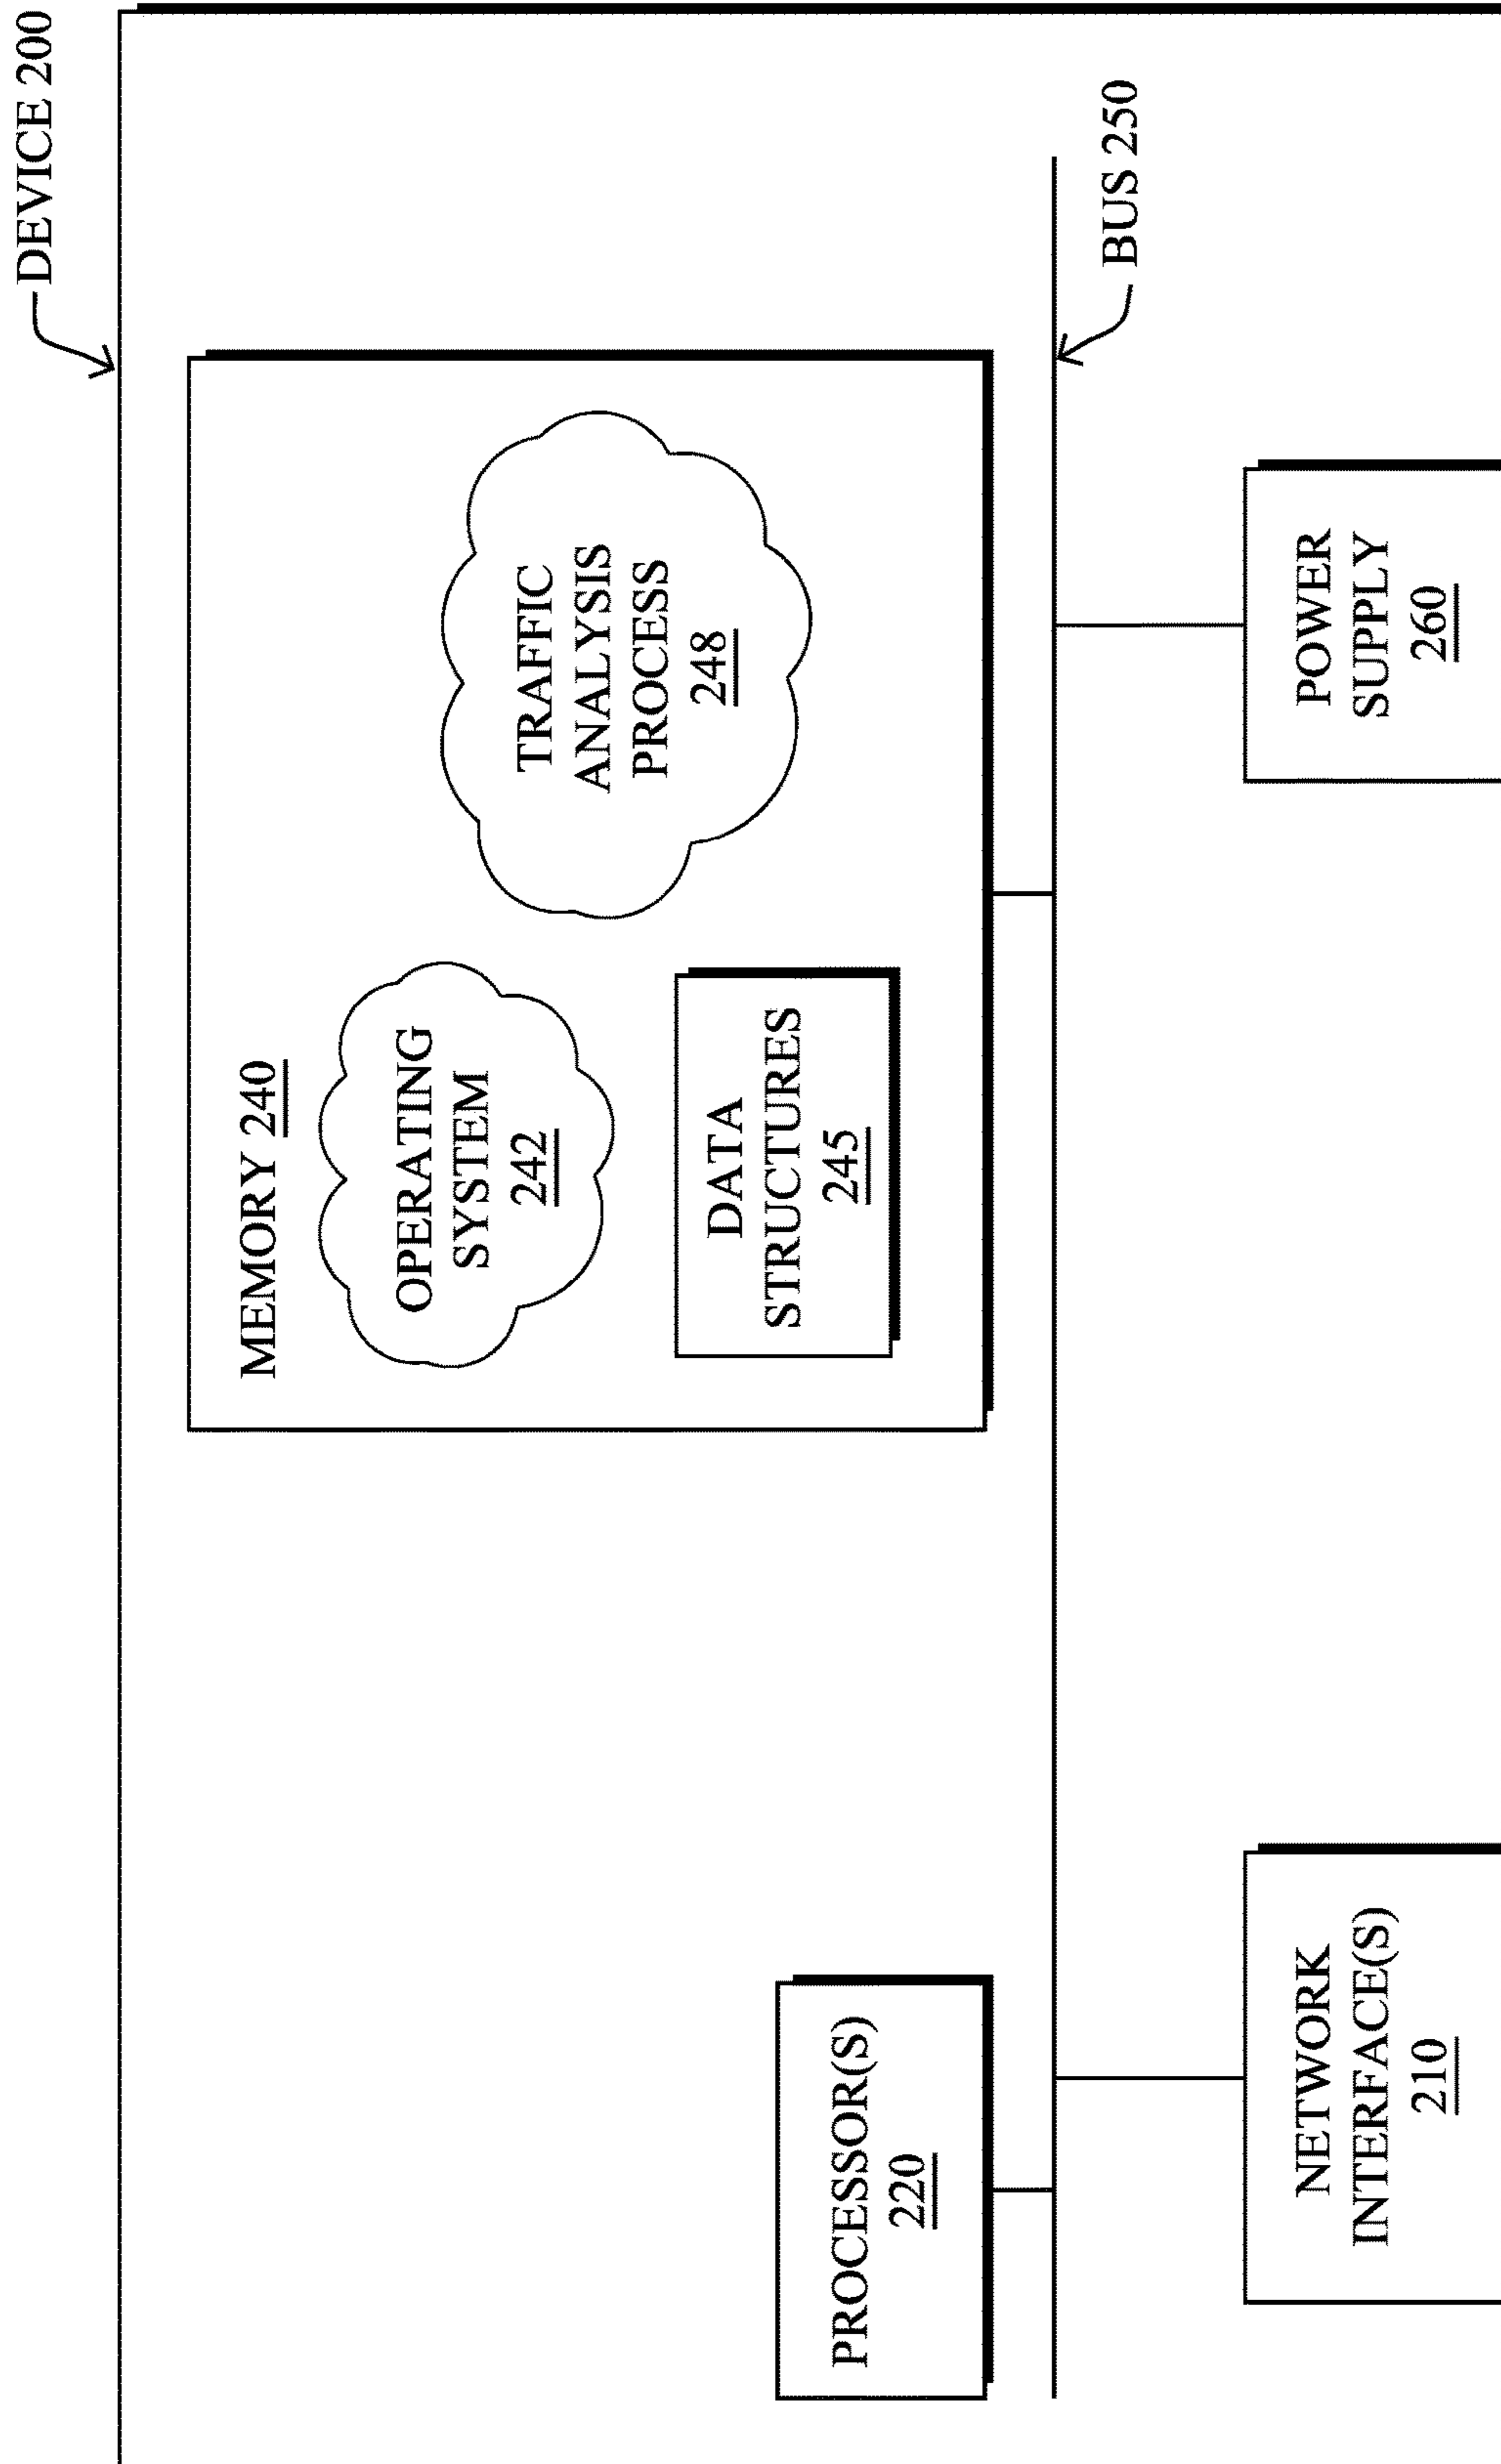 DEVICE 200
MEMORY 240
OPERATING
SYSTEM
242
TRAFFIC
ANALYSIS
PROCESS
248
DATA
STRUCTURES
245
PROCESSOR(S)
220
BUS 250
NETWORK
INTERFACE(S)
210
POWER
SUPPLY
260